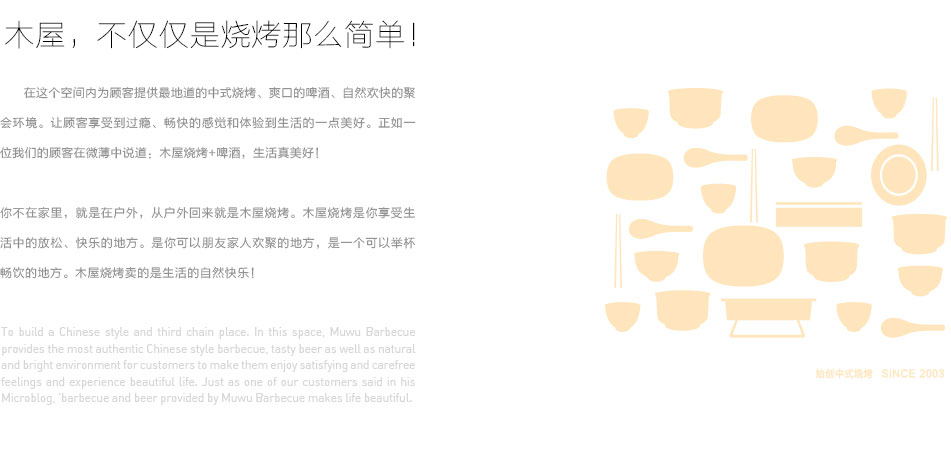 木屋，不仅仅是烧烤那么简单！
在这个空间内为顾客提供最地道的中式烧烤、爽口的啤酒、自然欢快的聚
会环境。让顾客享受到过瘾、畅快的感觉和体验到生活的一点美好。正如一
位我们的顾客在微薄中说道：木屋烧烤+啤酒，生活真美好！
你不在家里，就是在户外，从户外回来就是木屋烧烤。木屋烧烤是你享受生
活中的放松、快乐的地方。是你可以朋友家人欢聚的地方，是一个可以举杯
畅饮的地方。木屋烧烤卖的是生活的自然快乐！
To build a Chinese style and third chain place. In this space, Muwu Barbecue
provides the most authentic Chinese style barbecue, tasty beer as well as natural
and bright environment for customers to make them enjoy satisfying and carefree
feelings and experience beautiful life. Just as one of our customers said in his
Microblog, 'barbecue and beer provided by Muwu Barbecue makes life beautiful.
始创中式烧烤 SINCE 2003